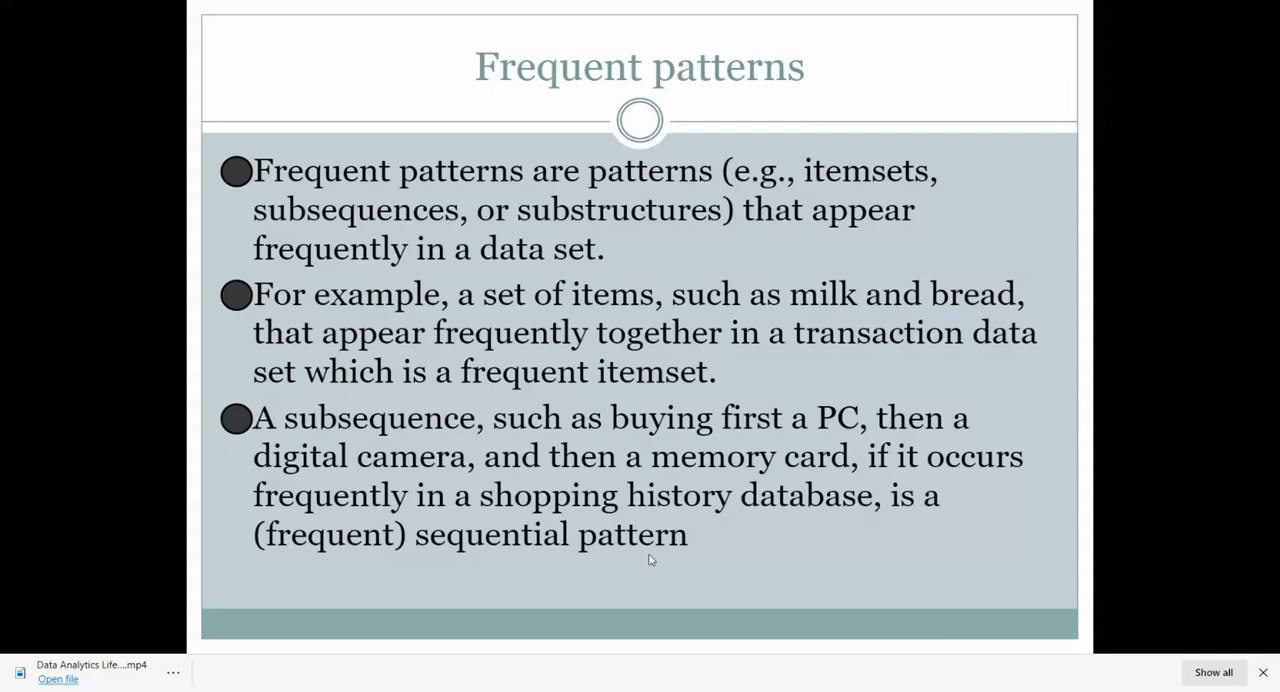 Frequent patterns
Frequent patterns are patterns (e.g., itemsets,
subsequences, or substructures) that appear
frequently in a data set.
For example, a set of items, such as milk and bread,
that appear frequently together in a transaction data
set which is a frequent itemset.
A subsequence, such as buying first a PC, then a
digital camera, and then a memory card, if it occurs
frequently in a shopping history database, is a
(frequent) sequential pattern
Data Analytics Life....mp4
Open file
Show all